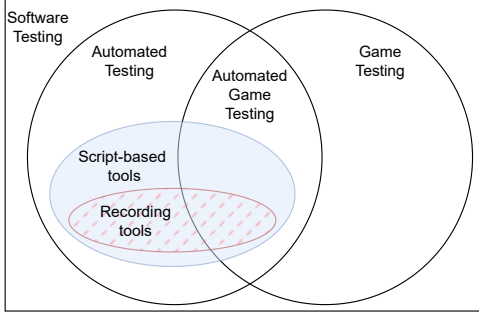 Software
Testing
Automated
Testing
Automated
Game
Testing
Game
Testing
Script-based
tools
Recording
tools